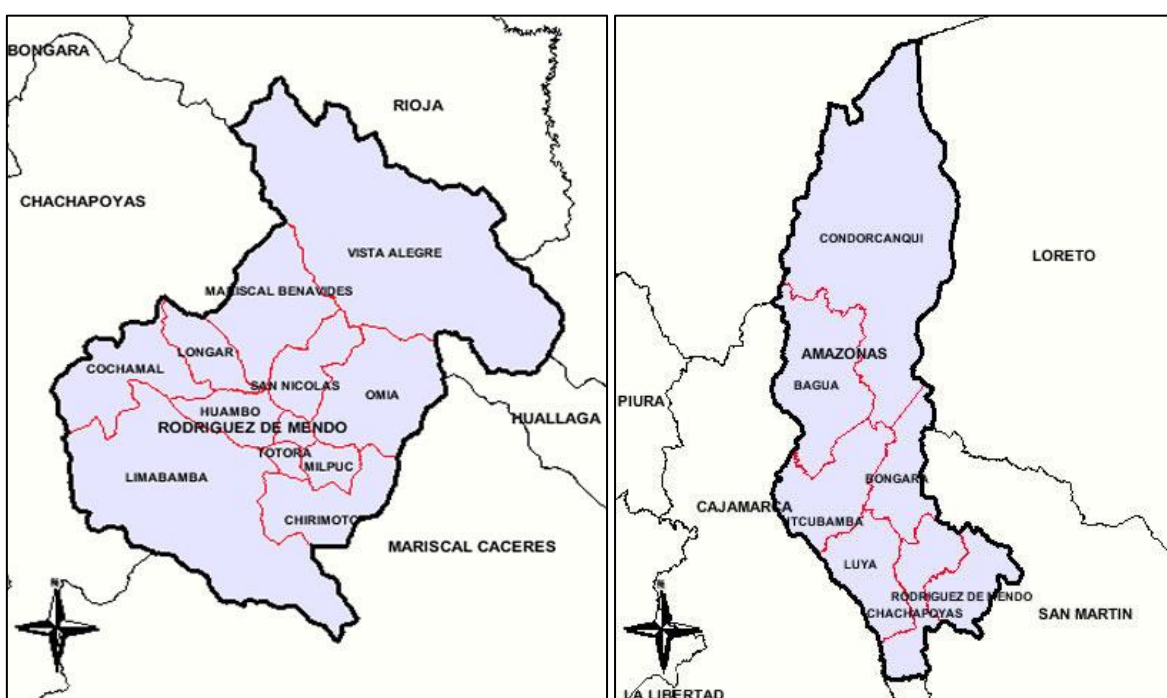 BONGARA
RIOJA
CHACHAPOYAS
VISTA ALEGRE
MARISCAL BENAVIDES
LONGAR
COCHAMAL
SAN NICOLAS
OMIA
HUAMBO
HUALLAGA
RODRIGUEZ DE MENDO
TOTORA
MILPUC
LIMABAMBA
CHIRIMOTO
MARISCAL CACERES
N
CONDORCANQUI
LORETO
AMAZONAS
BAGUA
PIURA
BONGARA
CAJAMARCA
UTCUBAMBA
LUYA
RODRIGUEZ DE MENDO
CHACHAPOYAS
SAN MARTIN
N
LA LIBERTAD